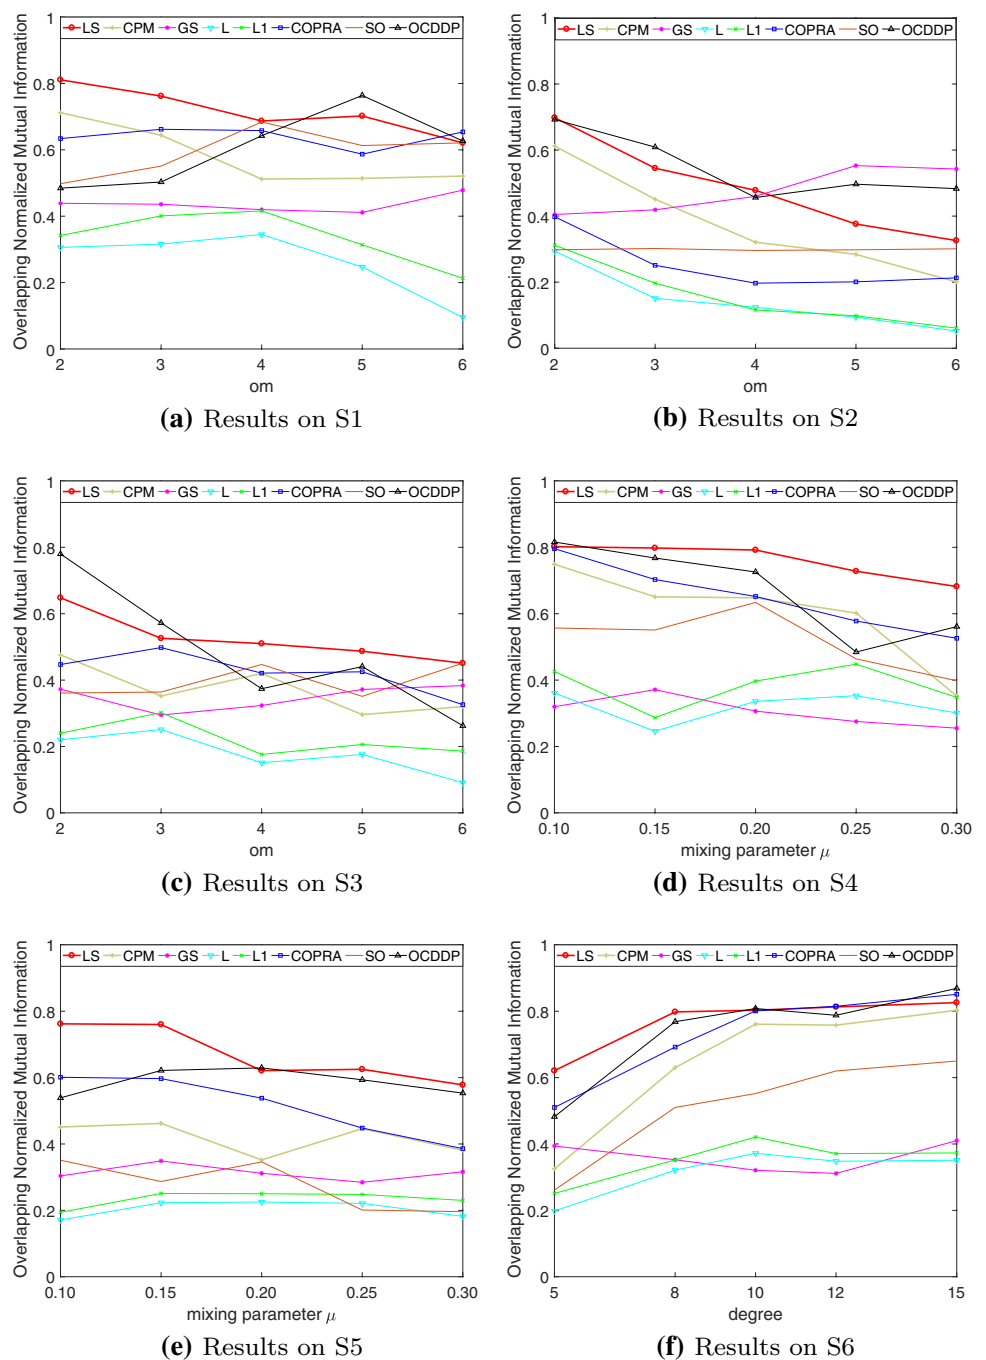 Overlapping Normalized Mutual Information
1
0.8
0.6
0.4
0.2
0
LS CPM GS L L1 COPRA SO OCDDP
2 3 4 5 6
om
(a) Results on S1
Overlapping Normalized Mutual Information
1
0.8
0.6
0.4
0.2
0
LS CPM GS L L1 COPRA SO OCDDP
2 3 4 5 6
om
(b) Results on S2
Overlapping Normalized Mutual Information
1
0.8
0.6
0.4
0.2
0
LS CPM GS L L1 COPRA SO OCDDP
2 3 4 5 6
om
(c) Results on S3
Overlapping Normalized Mutual Information
1
0.8
0.6
0.4
0.2
0
LS CPM GS L L1 COPRA SO OCDDP
0.10 0.15 0.20 0.25 0.30
mixing parameter μ
(d) Results on S4
Overlapping Normalized Mutual Information
1
0.8
0.6
0.4
0.2
0
LS CPM GS L L1 COPRA SO OCDDP
0.10 0.15 0.20 0.25 0.30
mixing parameter μ
(e) Results on S5
Overlapping Normalized Mutual Information
1
0.8
0.6
0.4
0.2
0
LS CPM GS L L1 COPRA SO OCDDP
5 8 10 12 15
degree
(f) Results on S6